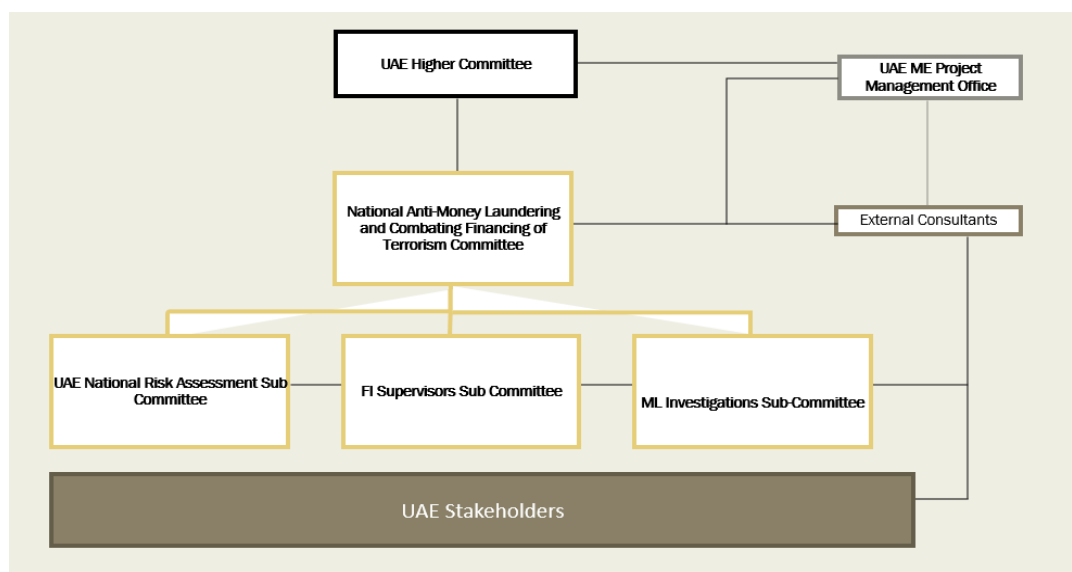 UAE Higher Committee
UAE ME Project
Management Office
National Anti-Money Laundering
and Combating Financing of
Terrorism Committee
External Consultants
UAE National Risk Assessment Sub
Committee
FI Supervisors Sub Committee
ML Investigations Sub-Committee
UAE Stakeholders